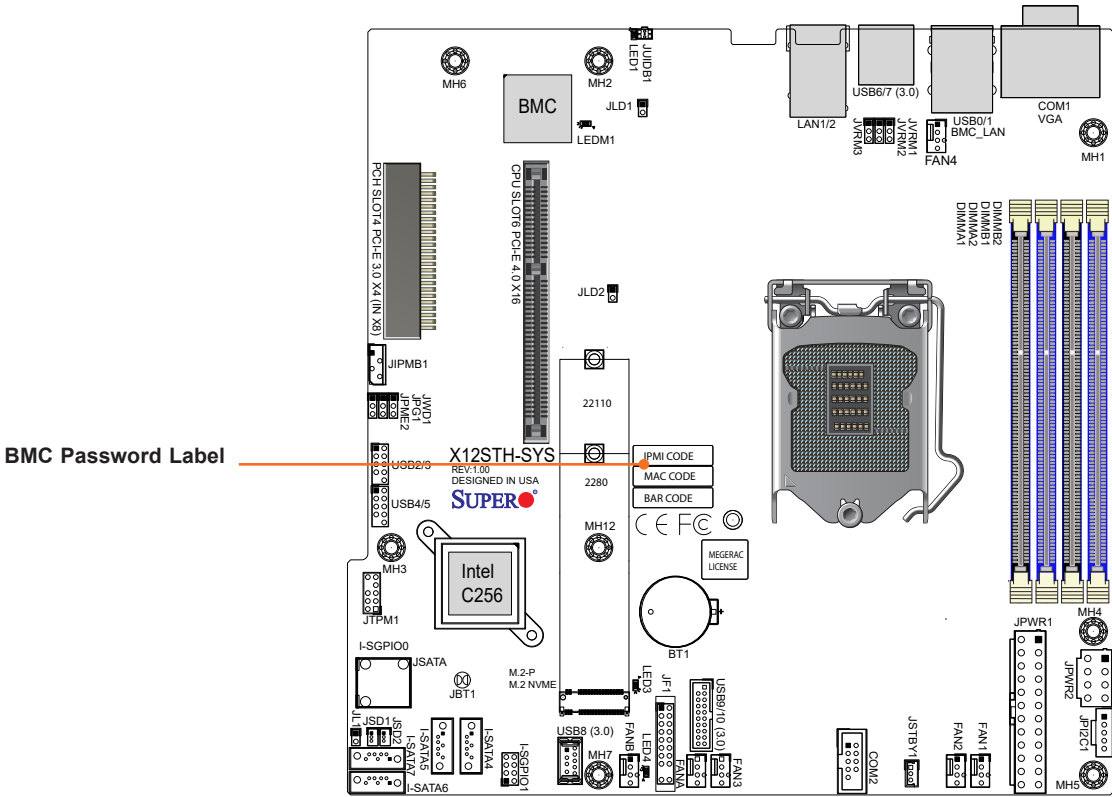 JUIDB1
LED1
MH6
MH2
BMC
JLD1
LEDM1
LAN1/2
USB6/7 (3.0)
USB0/1
BMC_LAN
COM1
VGA
JVRM1
JVRM2
JVRM3
FAN4
MH1
PCH SLOT4 PCI-E 3.0 X4 (IN X8)
CPU SLOT6 PCI-E 4.0 X16
DIMMB2
DIMMB1
DIMMA2
DIMMA1
JLD2
JIPMB1
JWD1
JPG1
JPME2
22110
BMC Password Label
USB2/3
X12STH-SYS
REV:1.00
DESIGNED IN USA
SUPER
2280
IPMI CODE
MAC CODE
BAR CODE
USB4/5
CE FC
MH12
MH3
Intel
C256
MEGERAC
LICENSE
JTPM1
BT1
MH4
JPWR1
I-SGPIO0
JSATA
JBT1
M.2-P
M.2 NVME
LED3
JF1
USB9/10 (3.0)
JPWR2
JPI2C1
JL1
JSD1
JSD2
I-SATA7
I-SATA5
I-SATA4
I-SGPIO1
I-SATA6
USB8 (3.0)
MH7
FANB
LED4
FANA
FAN3
COM2
JSTBY1
FAN2
FAN1
MH5